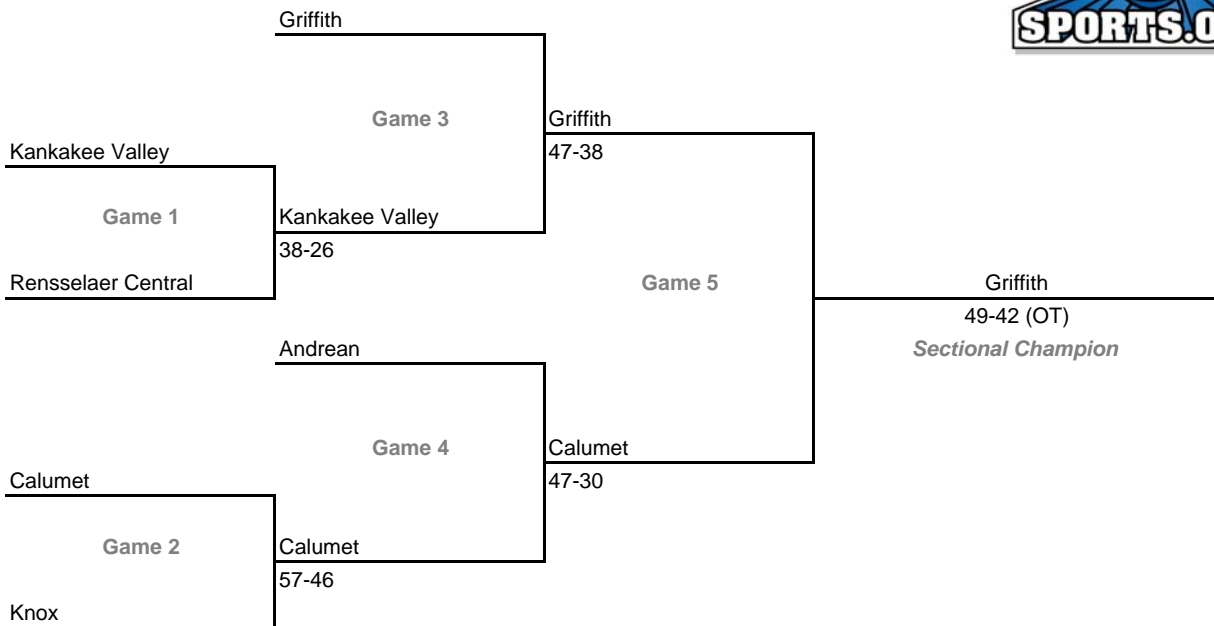 SPORTS.O
Griffith
Game 3
Griffith
Kankakee Valley
47-38
Game 1
Kankakee Valley
38-26
Rensselaer Central
Game 5
Griffith
49-42 (OT)
Andrean
Sectional Champion
Game 4
Calumet
Calumet
47-30
Game 2
Calumet
57-46
Knox